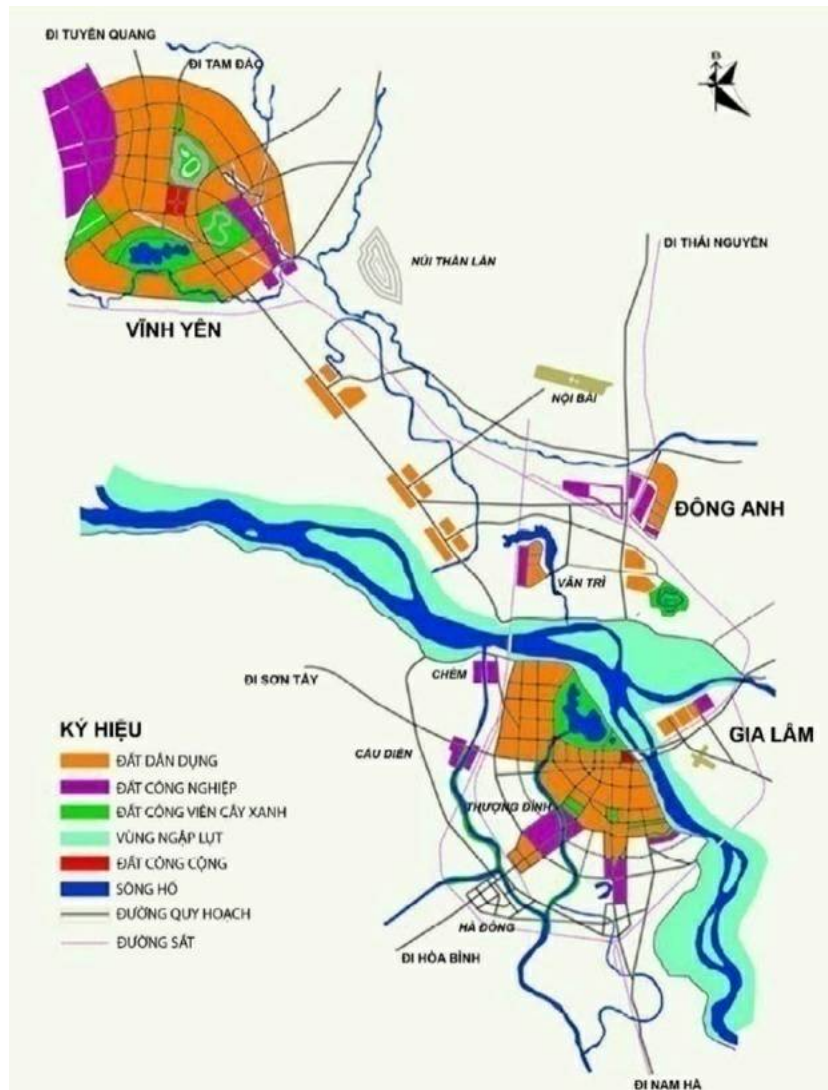 ĐI TUYÊN QUANG
ĐI TAM ĐẢO
B
ĐI THÁI NGUYÊN
NÚI THẰN LẰN
VĨNH YÊN
NỘI BÀI
ĐÔNG ANH
VÂN TRÌ
CHÈM
ĐI SƠN TÂY
GIA LÂM
CẦU DIỄN
THƯỢNG ĐÌNH
HÀ ĐÔNG
ĐI HÒA BÌNH
ĐI NAM HÀ
KÝ HIỆU
ĐẤT DÂN DỤNG
ĐẤT CÔNG NGHIỆP
ĐẤT CÔNG VIÊN CÂY XANH
VÙNG NGẬP LỤT
ĐẤT CÔNG CỘNG
SÔNG HỒ
ĐƯỜNG QUY HOẠCH
ĐƯỜNG SẮT